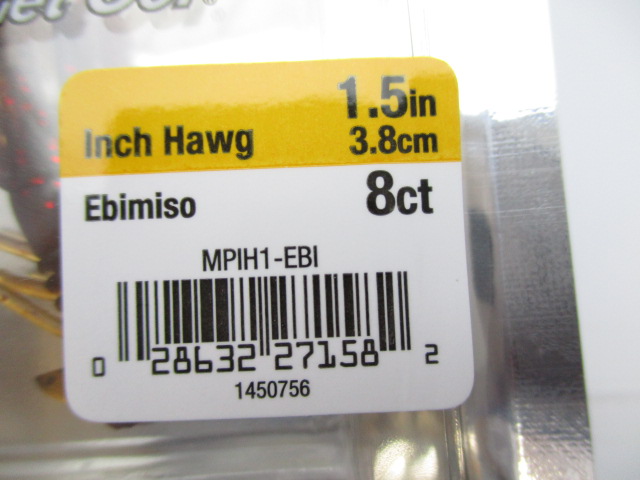 1.5in
Inch Hawg 3.8cm
Ebimiso 8ct
MPIH1-EBI
0 28632 27158 2
1450756